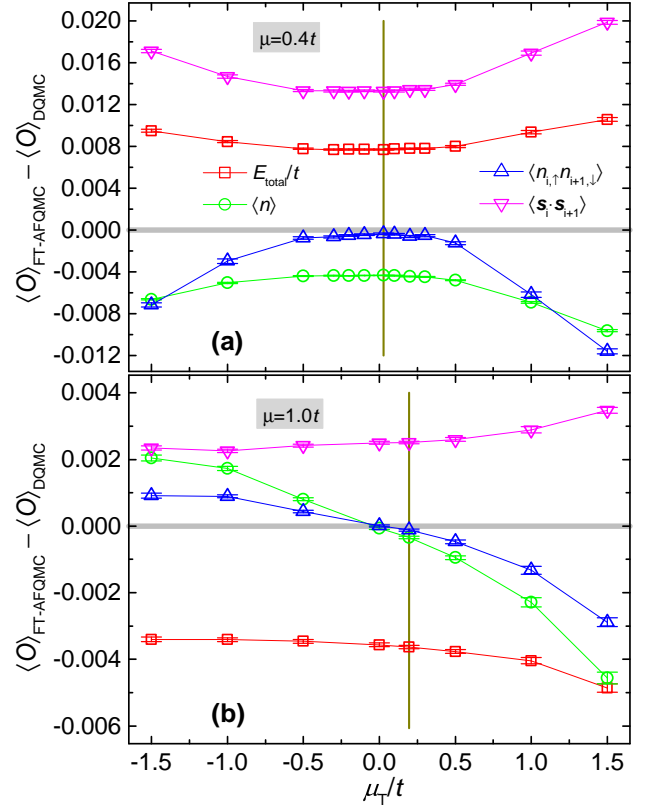 0.020
μ=0.4t
0.016
0.012
0.008
E_total/t
⟨n_i,↑ n_i+1,↓⟩
⟨n⟩
⟨s_i·s_i+1⟩
0.004
0.000
-0.004
-0.008
-0.012
(a)
⟨O⟩_FT-AFQMC − ⟨O⟩_DQMC
0.004
μ=1.0t
0.002
0.000
-0.002
-0.004
-0.006
(b)
⟨O⟩_FT-AFQMC − ⟨O⟩_DQMC
-1.5 -1.0 -0.5 0.0 0.5 1.0 1.5
μ_T/t